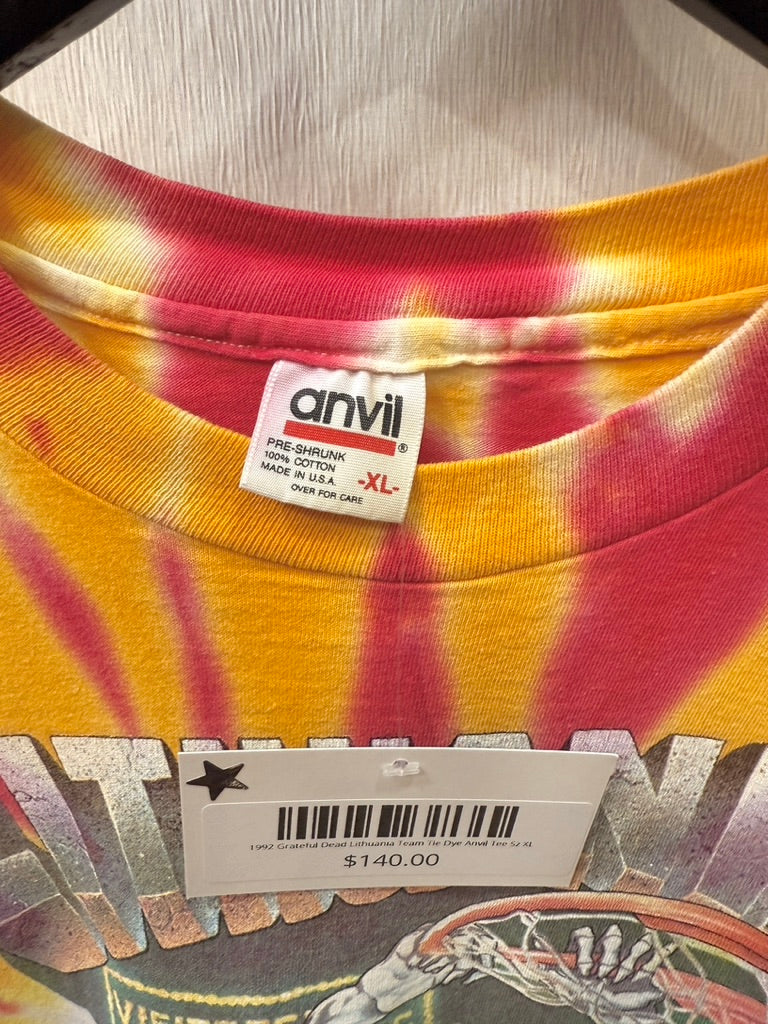 anvil
®
PRE-SHRUNK
100% COTTON
MADE IN U.S.A.
-XL-
OVER FOR CARE
1992 Grateful Dead Lithuania Team Tie Dye Anvil Tee Sz XL
$140.00